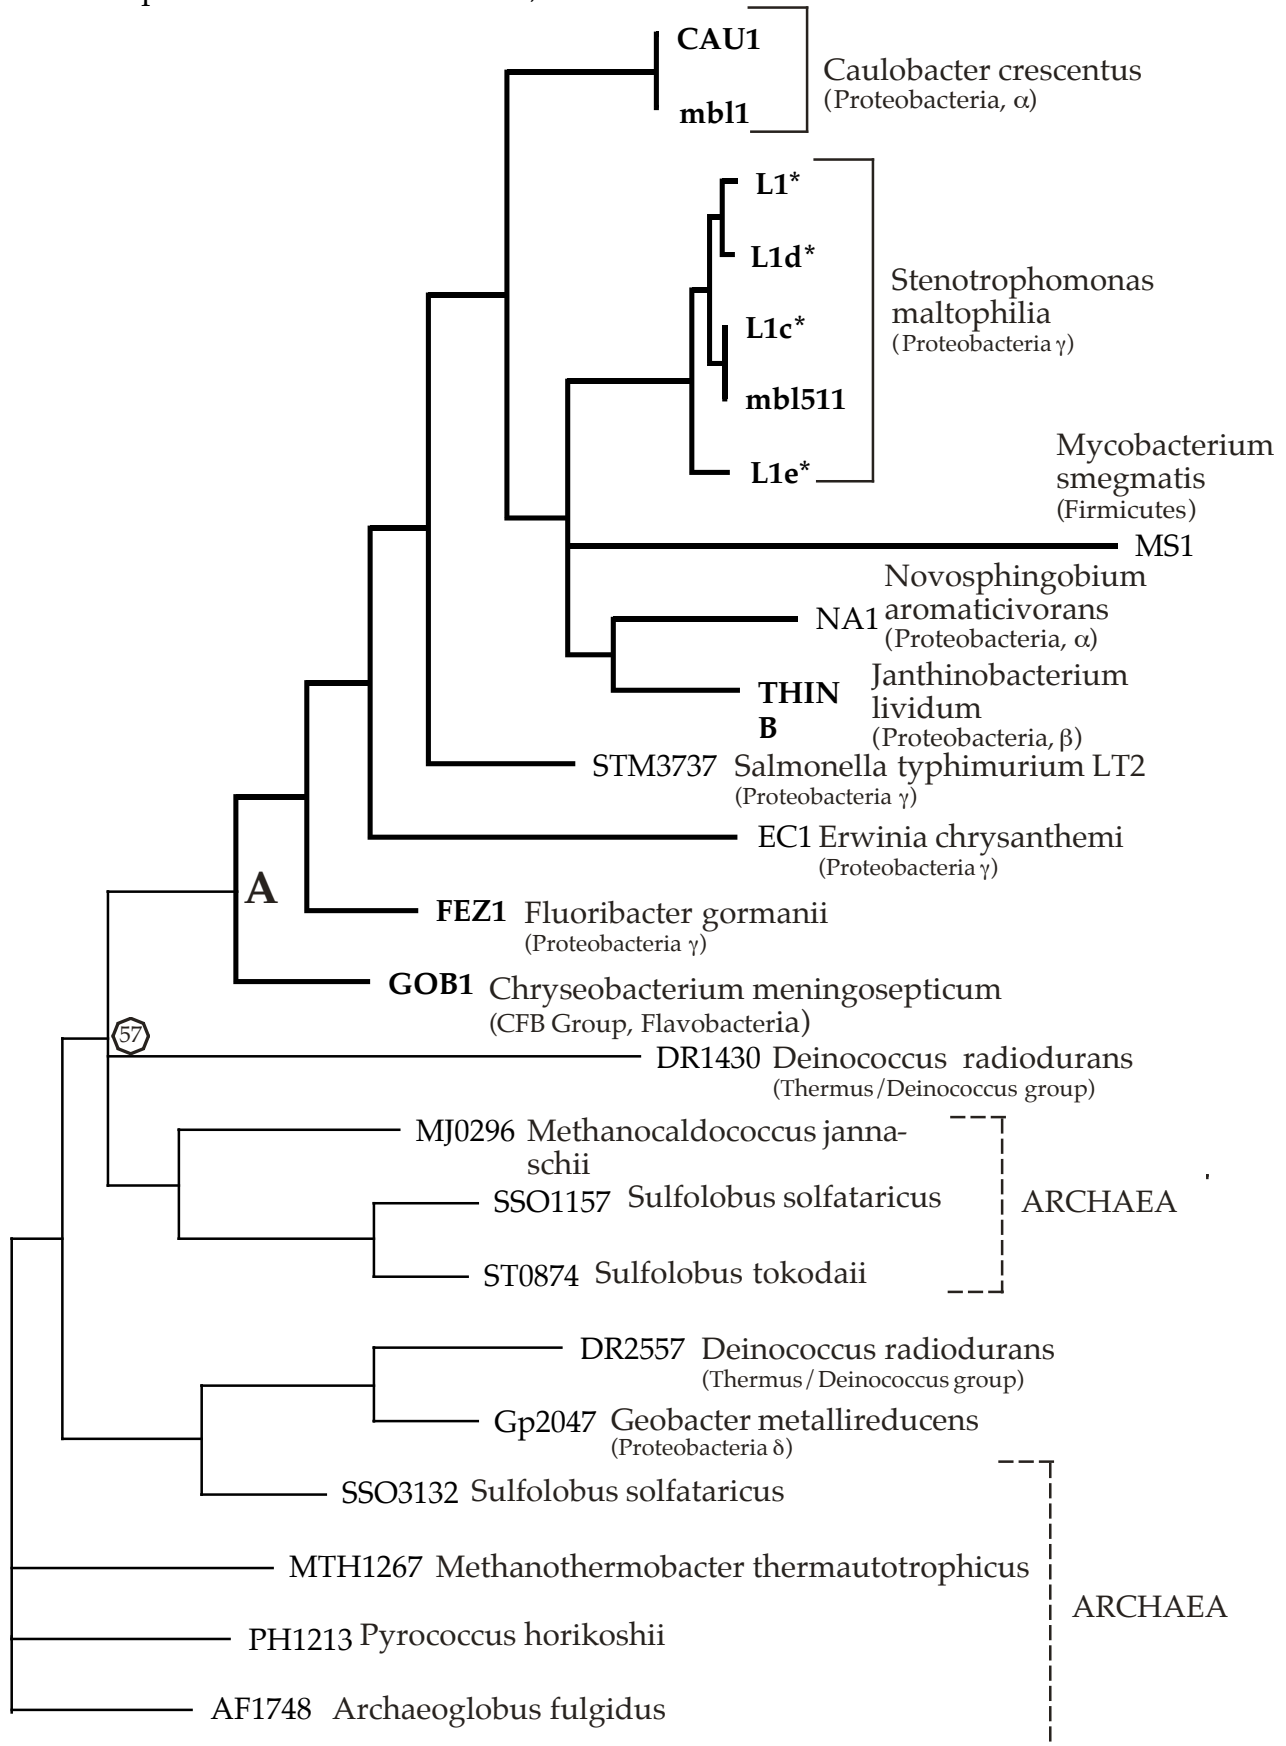 CAU1
Caulobacter crescentus
(Proteobacteria, α)
mbl1
L1*
L1d*
Stenotrophomonas
maltophilia
(Proteobacteria γ)
L1c*
mbl511
L1e*
Mycobacterium
smegmatis
(Firmicutes)
MS1
Novosphingobium
NA1 aromaticivorans
(Proteobacteria, α)
THIN
B
Janthinobacterium
lividum
(Proteobacteria, β)
STM3737 Salmonella typhimurium LT2
(Proteobacteria γ)
EC1 Erwinia chrysanthemi
(Proteobacteria γ)
A
FEZ1 Fluoribacter gormanii
(Proteobacteria γ)
GOB1 Chryseobacterium meningosepticum
(CFB Group, Flavobacteria)
57
DR1430 Deinococcus radiodurans
(Thermus/Deinococcus group)
MJ0296 Methanocaldococcus janna-
schii
SSO1157 Sulfolobus solfataricus
ARCHAEA
ST0874 Sulfolobus tokodaii
DR2557 Deinococcus radiodurans
(Thermus/Deinococcus group)
Gp2047 Geobacter metallireducens
(Proteobacteria δ)
SSO3132 Sulfolobus solfataricus
MTH1267 Methanothermobacter thermautotrophicus
ARCHAEA
PH1213 Pyrococcus horikoshii
AF1748 Archaeoglobus fulgidus